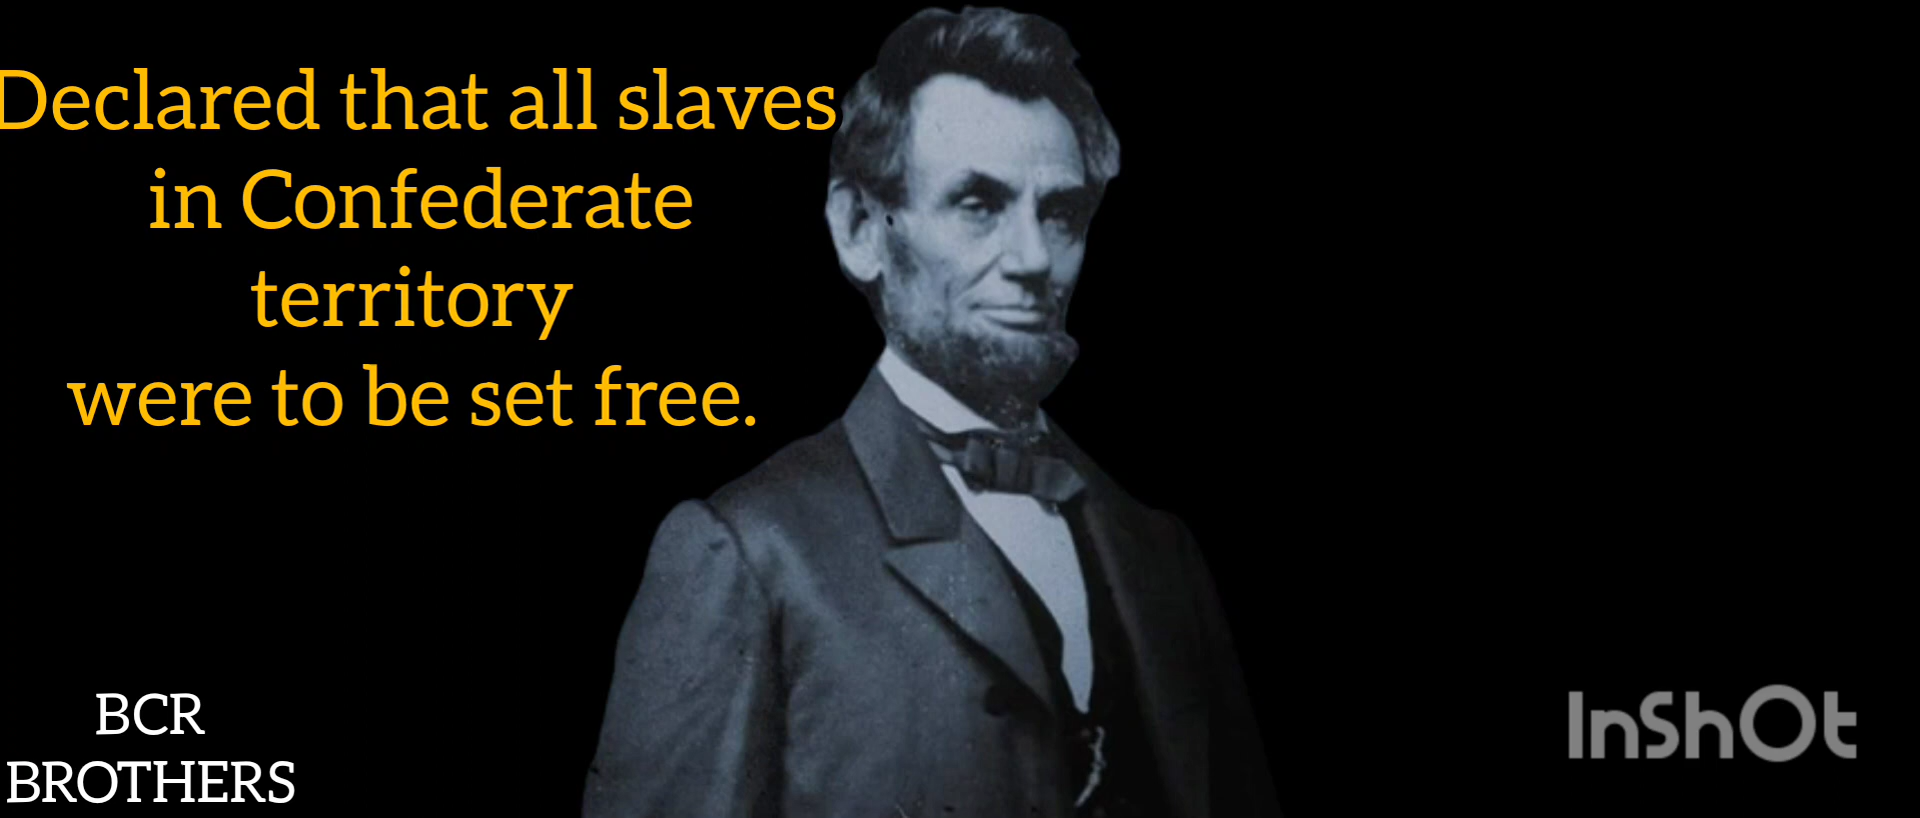 Declared that all slaves
in Confederate
territory
were to be set free.
BCR
BROTHERS
InShOt